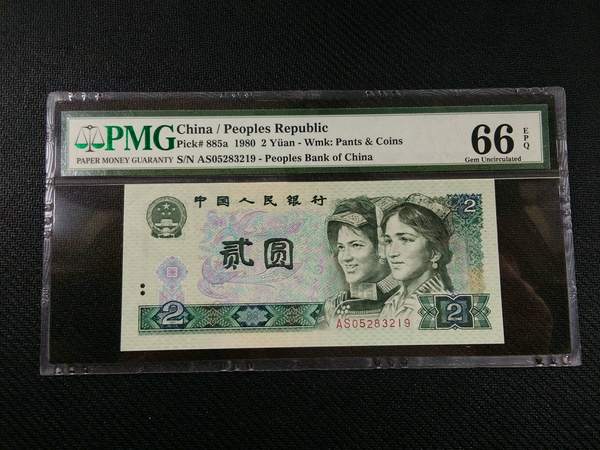 PMG
PAPER MONEY GUARANTY
China / Peoples Republic
Pick# 885a 1980 2 Yüan - Wmk: Pants & Coins
S/N AS05283219 - Peoples Bank of China
66 EPQ
Gem Uncirculated
中国人民银行
贰圆
2
2
2
AS05283219